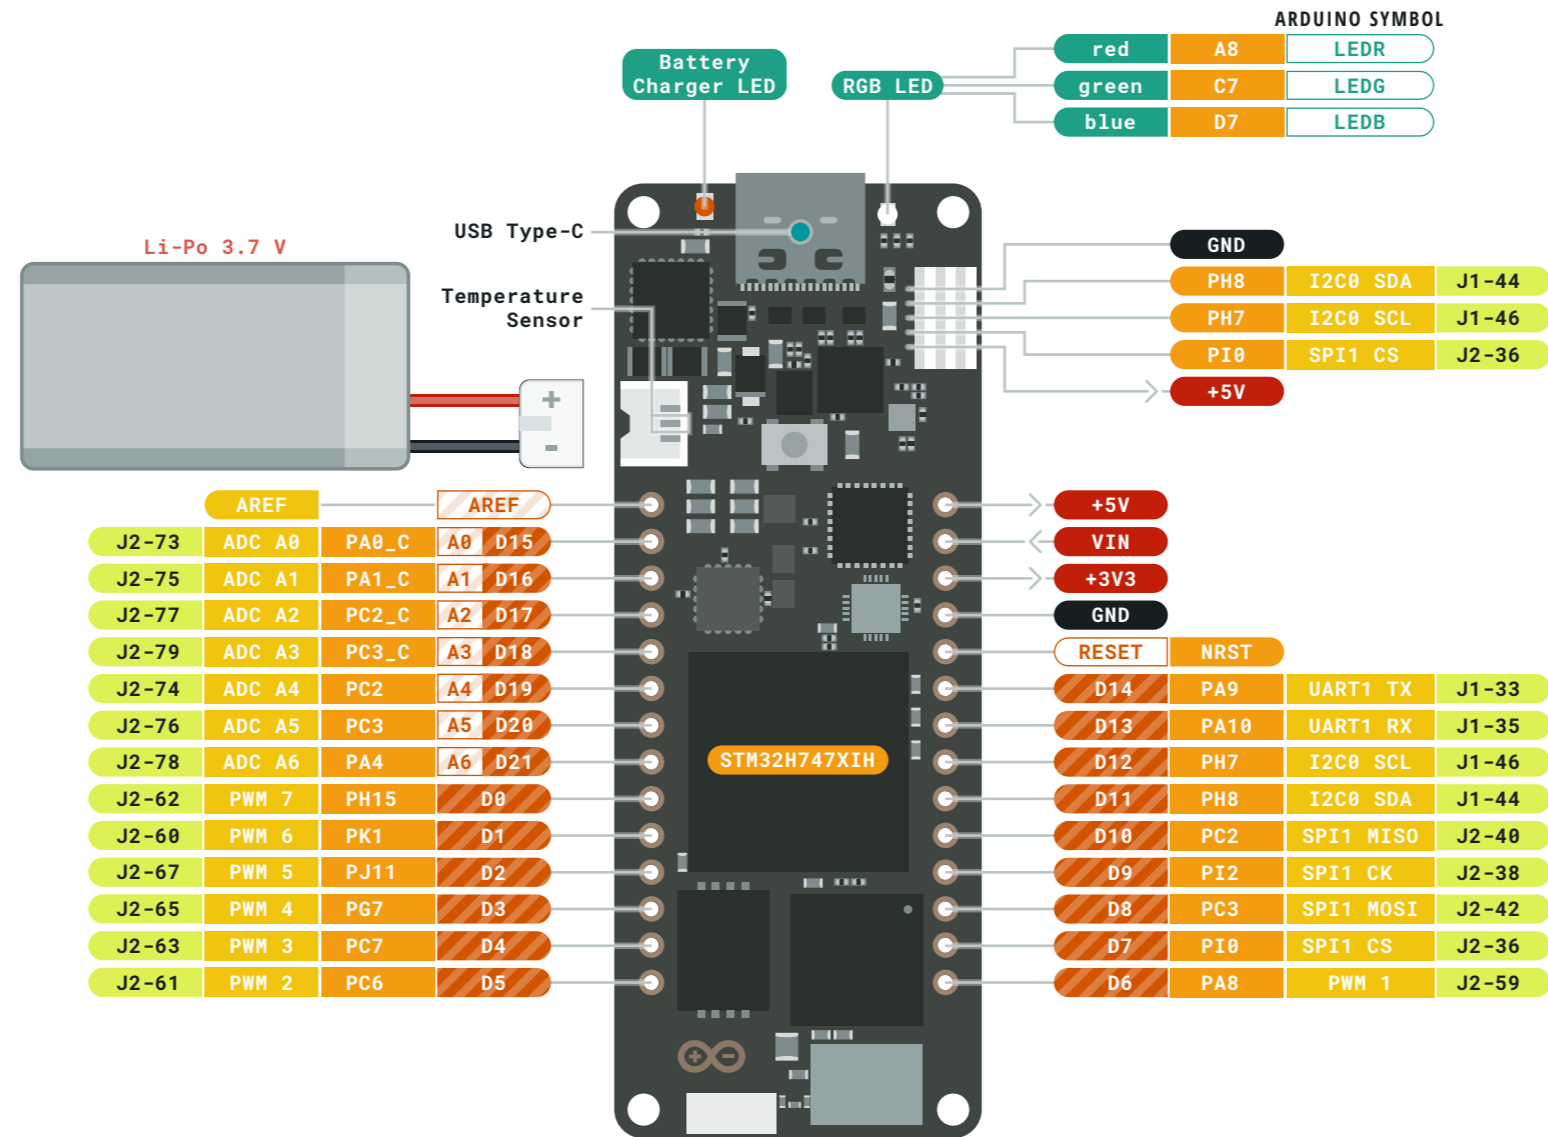 ARDUINO SYMBOL
red A8 LEDR
green C7 LEDG
blue D7 LEDB
Battery
Charger LED
RGB LED
USB Type-C
Temperature
Sensor
Li-Po 3.7 V
+
-
GND
PH8 I2C0 SDA J1-44
PH7 I2C0 SCL J1-46
PI0 SPI1 CS J2-36
+5V
AREF AREF
J2-73 ADC A0 PA0_C A0 D15
J2-75 ADC A1 PA1_C A1 D16
J2-77 ADC A2 PC2_C A2 D17
J2-79 ADC A3 PC3_C A3 D18
J2-74 ADC A4 PC2 A4 D19
J2-76 ADC A5 PC3 A5 D20
J2-78 ADC A6 PA4 A6 D21
J2-62 PWM 7 PH15 D0
J2-60 PWM 6 PK1 D1
J2-67 PWM 5 PJ11 D2
J2-65 PWM 4 PG7 D3
J2-63 PWM 3 PC7 D4
J2-61 PWM 2 PC6 D5
STM32H747XIH
+5V
VIN
+3V3
GND
RESET NRST
D14 PA9 UART1 TX J1-33
D13 PA10 UART1 RX J1-35
D12 PH7 I2C0 SCL J1-46
D11 PH8 I2C0 SDA J1-44
D10 PC2 SPI1 MISO J2-40
D9 PI2 SPI1 CK J2-38
D8 PC3 SPI1 MOSI J2-42
D7 PI0 SPI1 CS J2-36
D6 PA8 PWM 1 J2-59